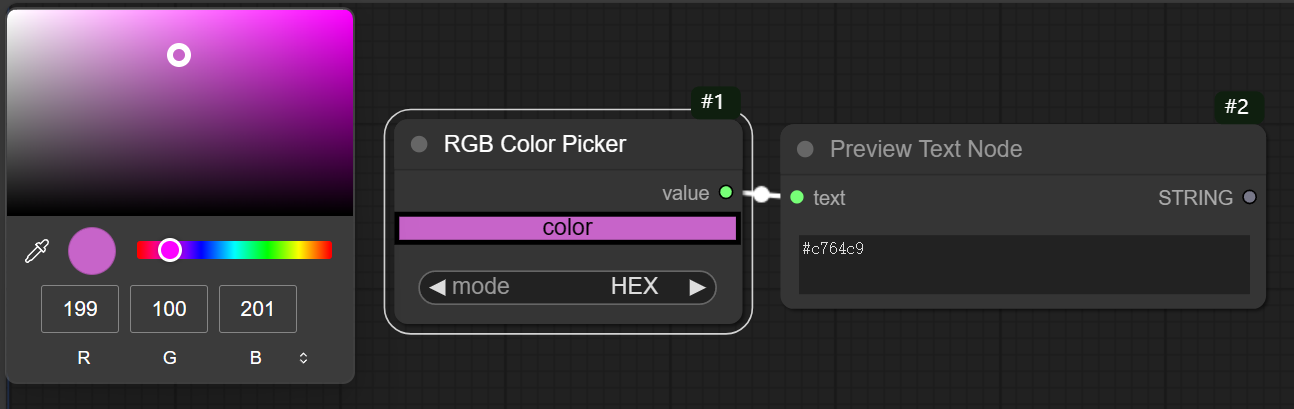 199
100
201
R
G
B
#1
RGB Color Picker
value
color
mode
HEX
#2
Preview Text Node
text
STRING
#c764c9